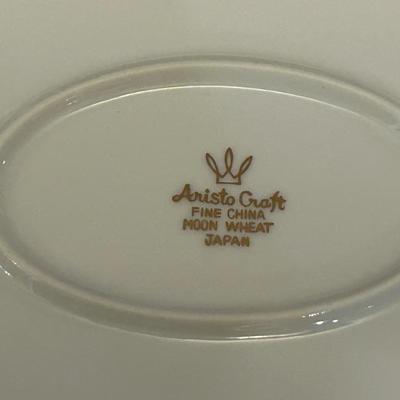 Aristo Craft
FINE CHINA
MOON WHEAT
JAPAN